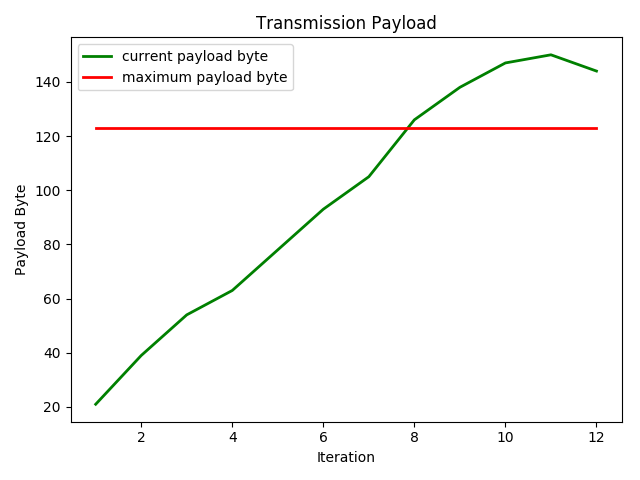 Transmission Payload
current payload byte
maximum payload byte
Payload Byte
140
120
100
80
60
40
20
2 4 6 8 10 12
Iteration